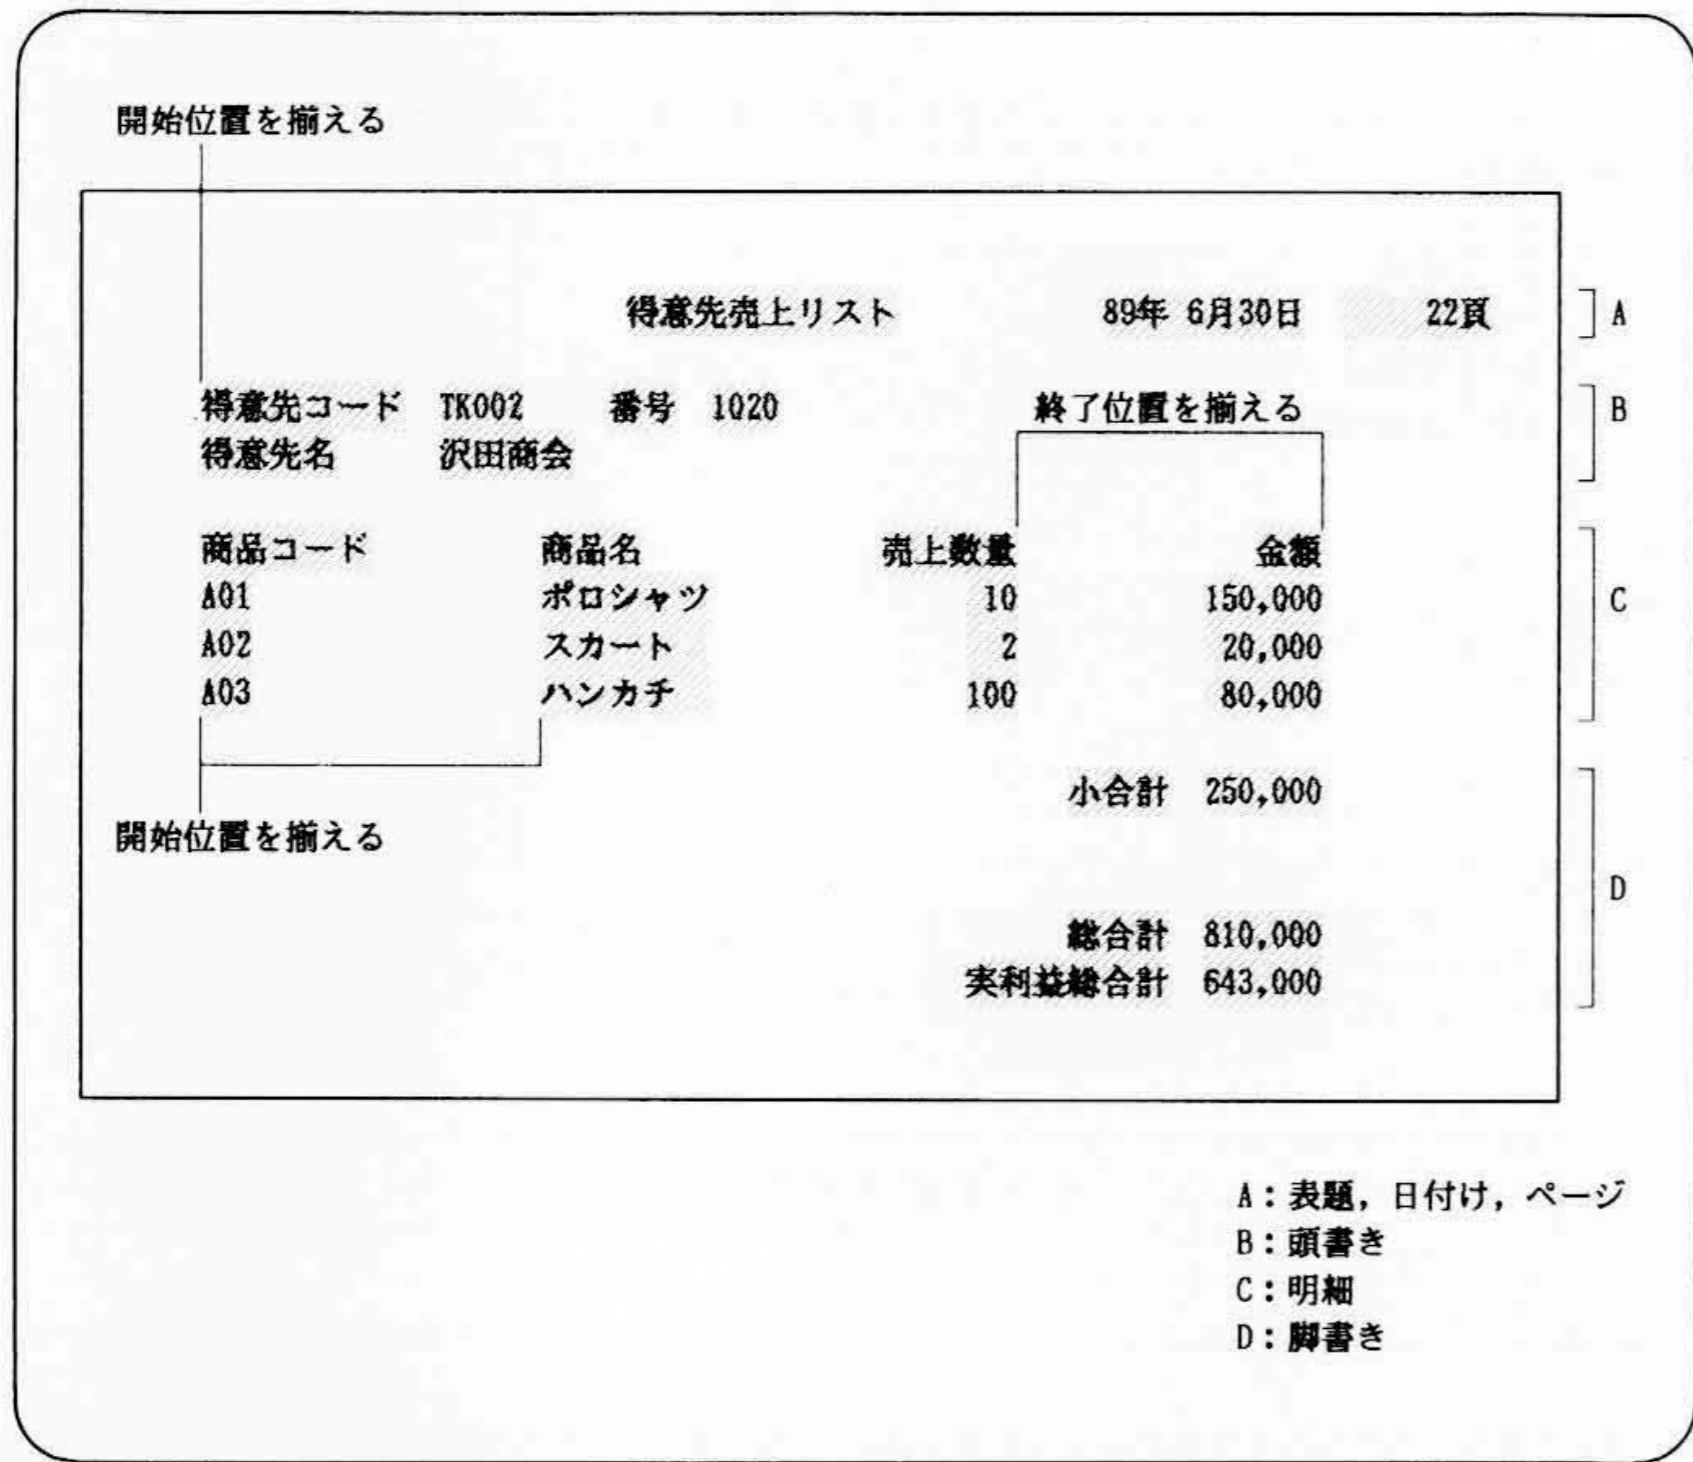 開始位置を揃える
得意先売上リスト 89年 6月30日 22頁 A
得意先コード TK002 番号 1020 終了位置を揃える B
得意先名 沢田商会
商品コード 商品名 売上数量 金額
A01 ポロシャツ 10 150,000 C
A02 スカート 2 20,000
A03 ハンカチ 100 80,000
小合計 250,000
開始位置を揃える
D
総合計 810,000
実利益総合計 643,000
A：表題，日付け，ページ
B：頭書き
C：明細
D：脚書き